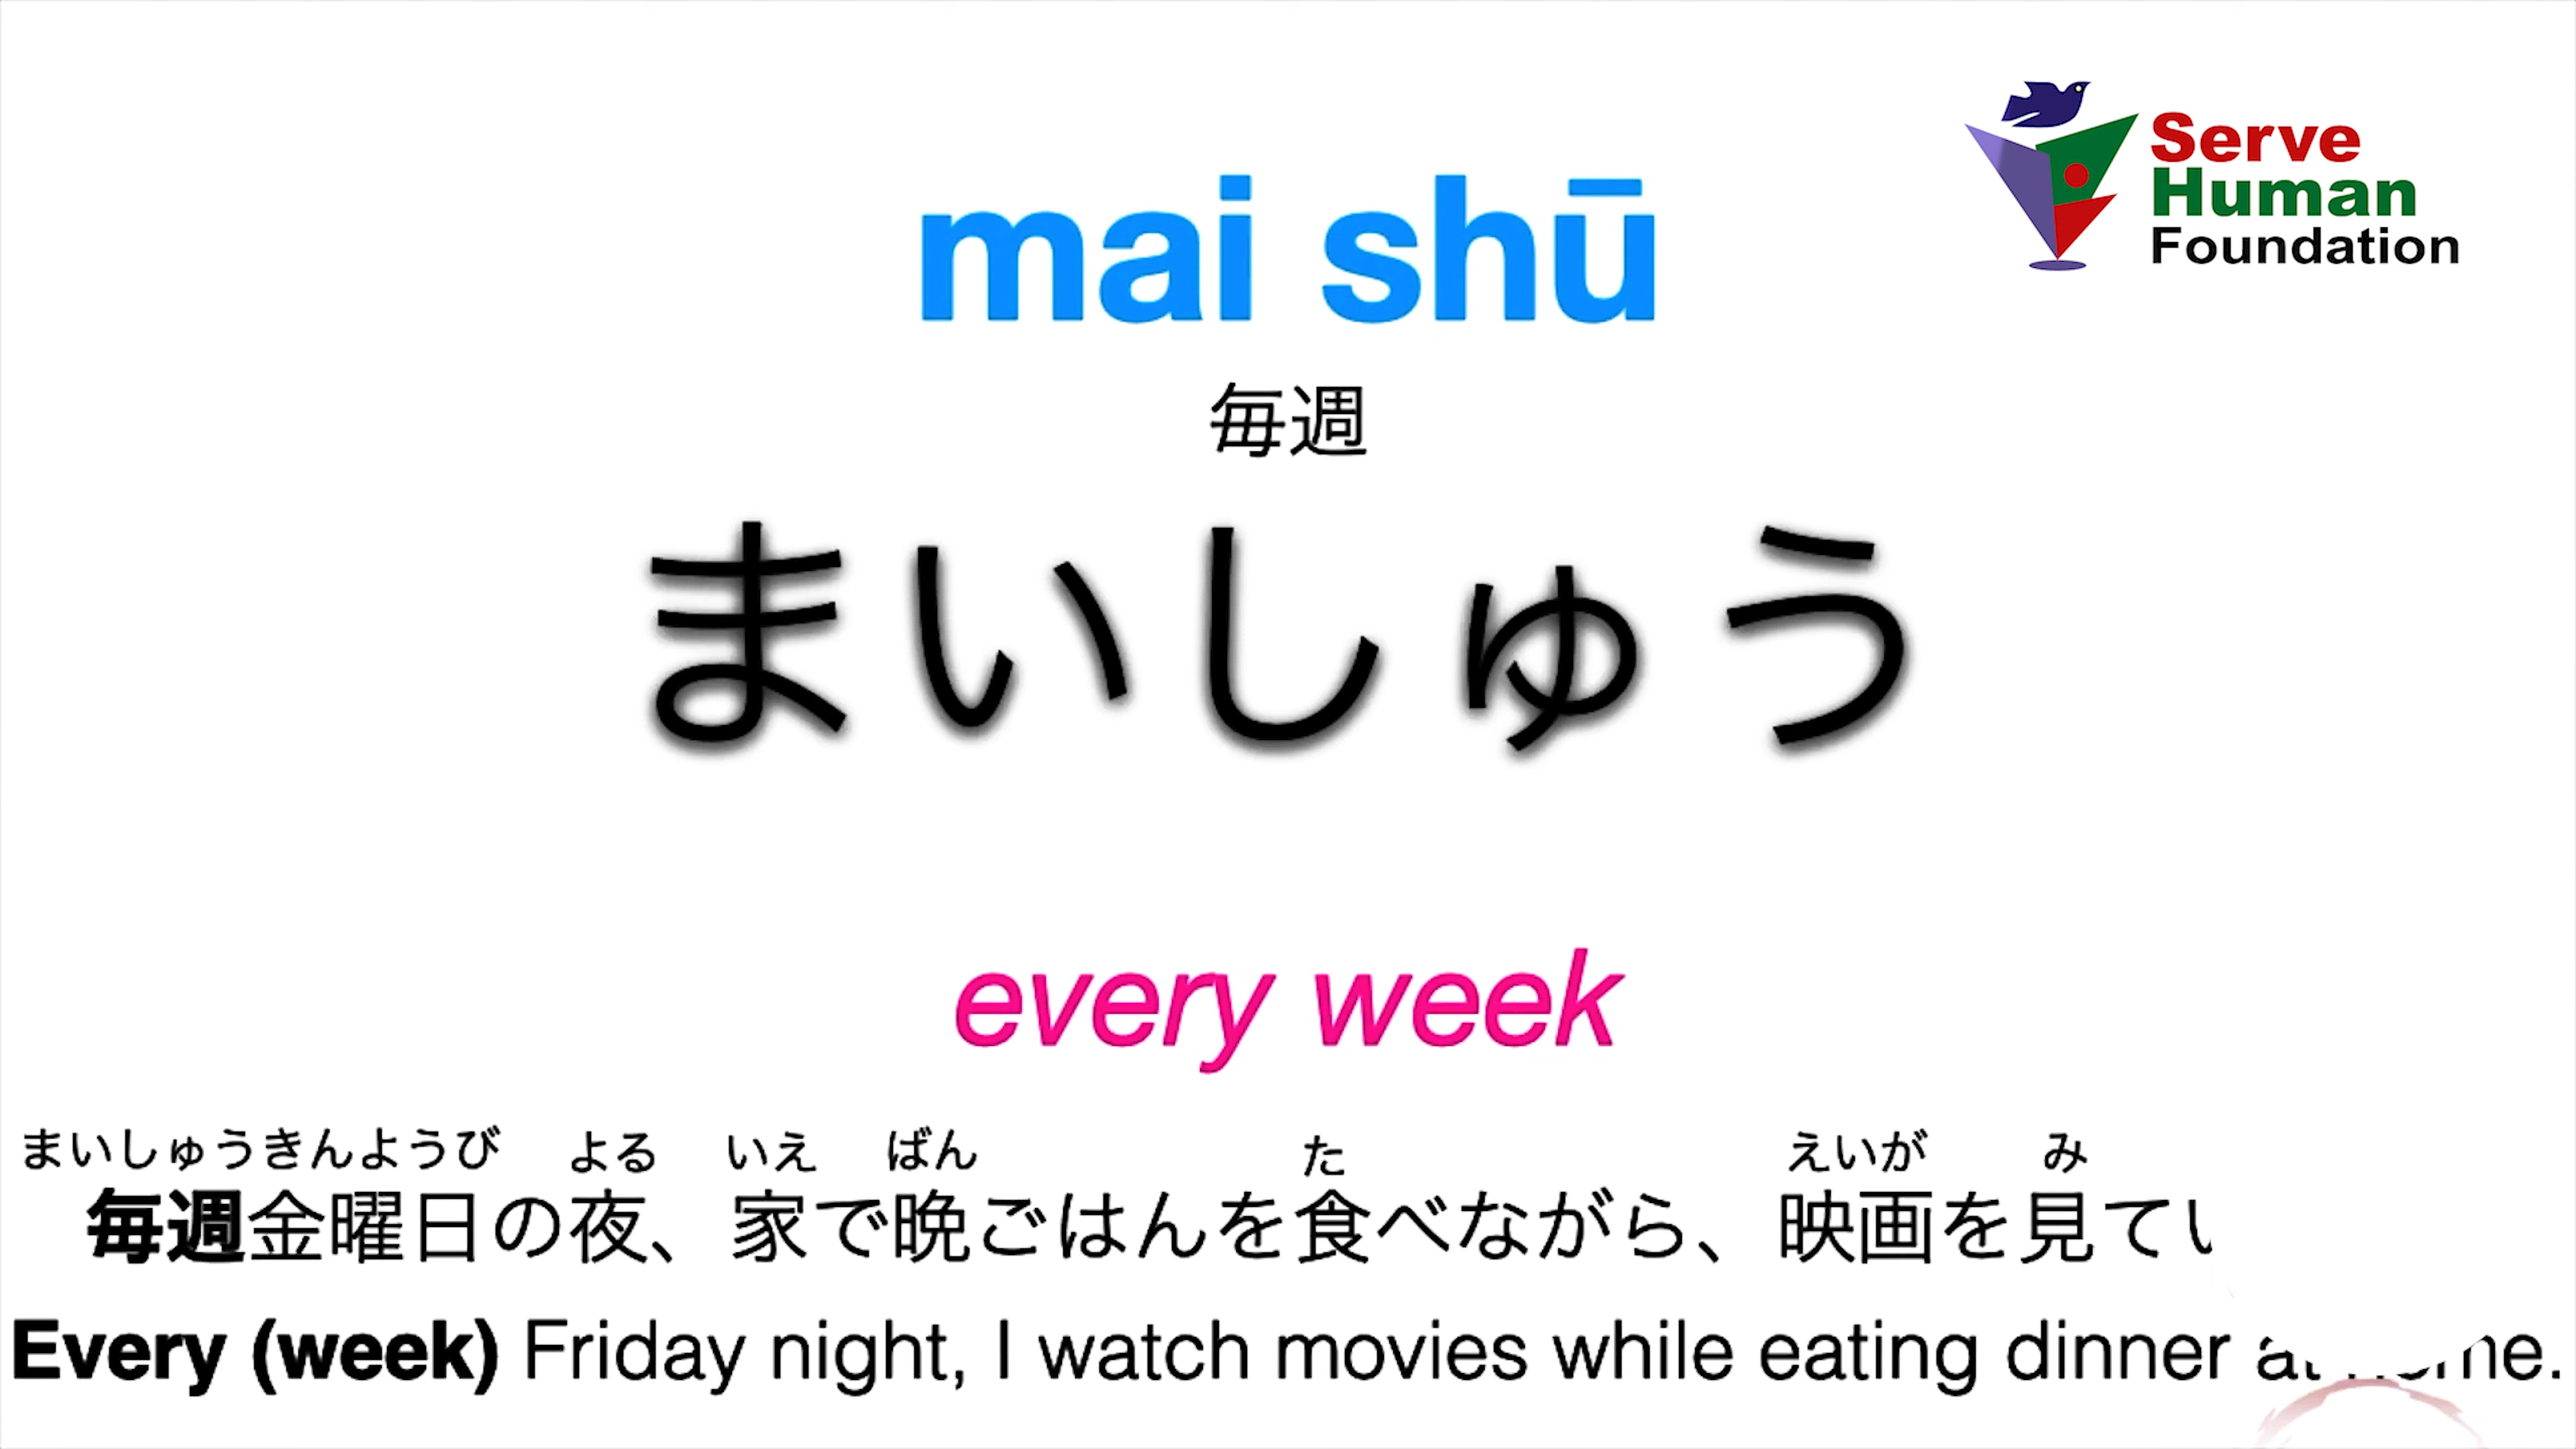 Serve
Human
Foundation
mai shū
毎週
まいしゅう
every week
まいしゅうきんようび よる いえ ばん た えいが み
毎週金曜日の夜、家で晩ごはんを食べながら、映画を見て
Every (week) Friday night, I watch movies while eating dinner